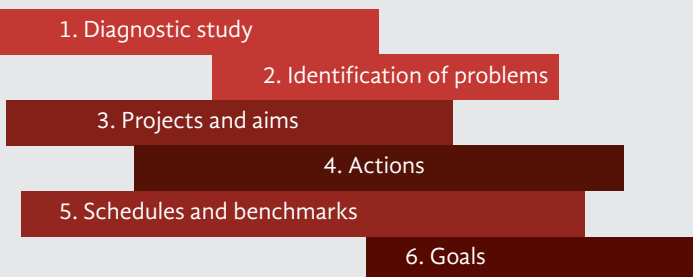 1. Diagnostic study
2. Identification of problems
3. Projects and aims
4. Actions
5. Schedules and benchmarks
6. Goals